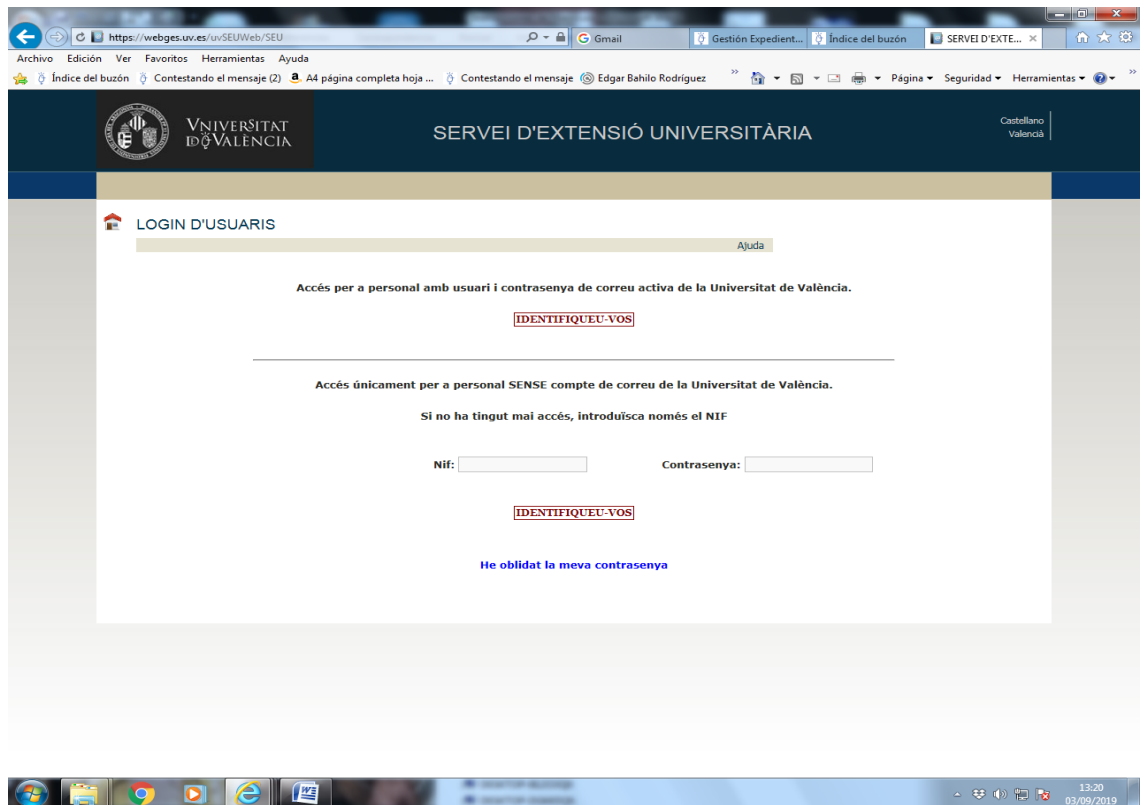 https://webges.uv.es/uvSEUWeb/SEU
Gmail
Gestión Expedient...
Índice del buzón
SERVEI D'EXTE...
Archivo Edición Ver Favoritos Herramientas Ayuda
Índice del buzón Contestando el mensaje (2) A4 página completa hoja ... Contestando el mensaje Edgar Bahilo Rodríguez » Página Seguridad Herramientas »
VNIVERSITAT
D VALÈNCIA
SERVEI D'EXTENSIÓ UNIVERSITÀRIA
Castellano
Valencià
LOGIN D'USUARIS
Ajuda
Accés per a personal amb usuari i contrasenya de correu activa de la Universitat de València.
IDENTIFIQUEU-VOS
Accés únicament per a personal SENSE compte de correu de la Universitat de València.
Si no ha tingut mai accés, introduïsca només el NIF
Nif: Contrasenya:
IDENTIFIQUEU-VOS
He oblidat la meva contrasenya
13:20
03/09/2019